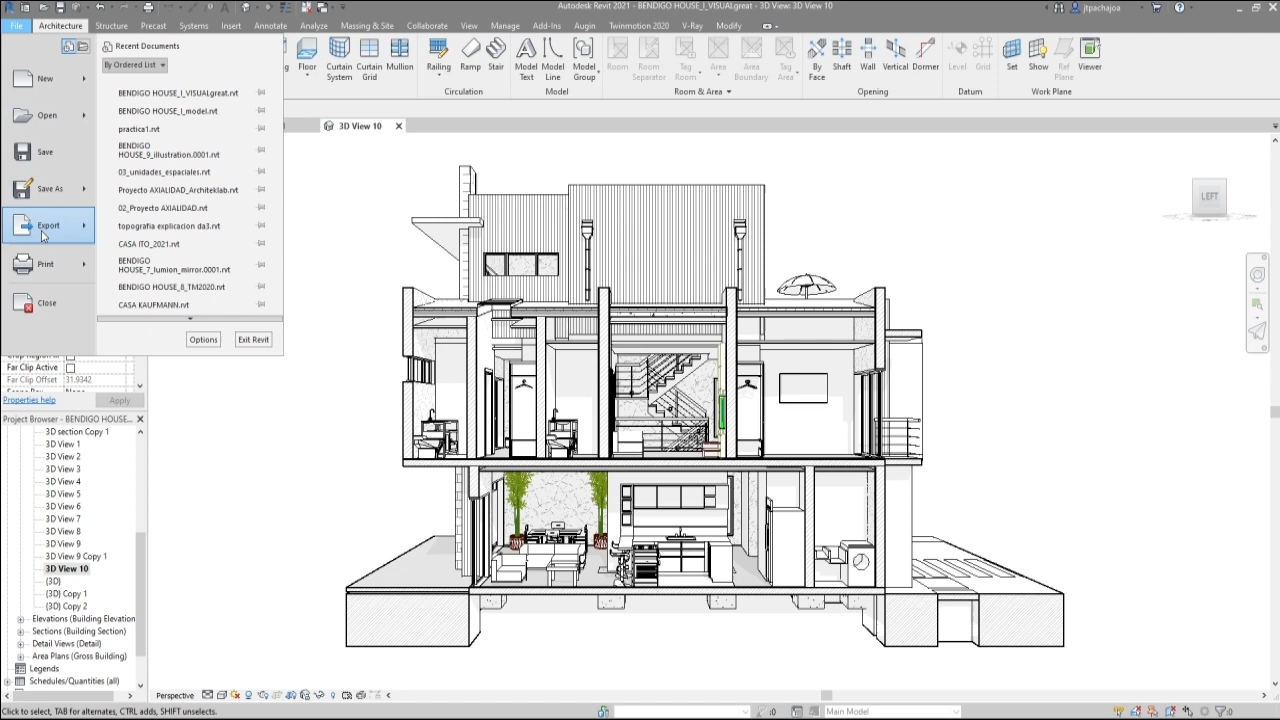 Autodesk Revit 2021 - BENDIGO HOUSE_I_VISUALgreat - 3D View: 3D View 10
jtpachajoa
File Architecture Structure Precast Systems Insert Annotate Analyze Massing & Site Collaborate View Manage Add-Ins Augin Twinmotion 2020 V-Ray Modify
Recent Documents
By Ordered List
New
Open
Save
Save As
Export
Print
Close
BENDIGO HOUSE_I_VISUALgreat.rvt
BENDIGO HOUSE_I_model.rvt
practica1.rvt
BENDIGO
HOUSE_9_illustration.0001.rvt
03_unidades_espaciales.rvt
Proyecto AXIALIDAD_Architeklab.rvt
02_Proyecto AXIALIDAD.rvt
topografia explicacion da3.rvt
CASA ITO_2021.rvt
BENDIGO
HOUSE_7_lumion_mirror.0001.rvt
BENDIGO HOUSE_8_TM2020.rvt
CASA KAUFMANN.rvt
Options Exit Revit
Floor
Curtain
System
Curtain
Grid
Mullion
Railing
Ramp
Stair
Model
Text
Model
Line
Model
Group
Room
Room
Separator
Tag
Room
Area
Area
Boundary
Tag
Area
By
Face
Shaft
Wall
Vertical
Dormer
Level
Grid
Set
Show
Ref
Plane
Viewer
Circulation Model Room & Area Opening Datum Work Plane
3D View 10
LEFT
Far Clip Active
Far Clip Offset 31.9342
Properties help Apply
Project Browser - BENDIGO HOUSE...
3D section Copy 1
3D View 1
3D View 2
3D View 3
3D View 4
3D View 5
3D View 6
3D View 7
3D View 8
3D View 9
3D View 9 Copy 1
3D View 10
{3D}
{3D} Copy 1
{3D} Copy 2
Elevations (Building Elevation
Sections (Building Section)
Detail Views (Detail)
Area Plans (Gross Building)
Legends
Schedules/Quantities (all)
Perspective
Click to select, TAB for alternates, CTRL adds, SHIFT unselects.
:0
Main Model
:0